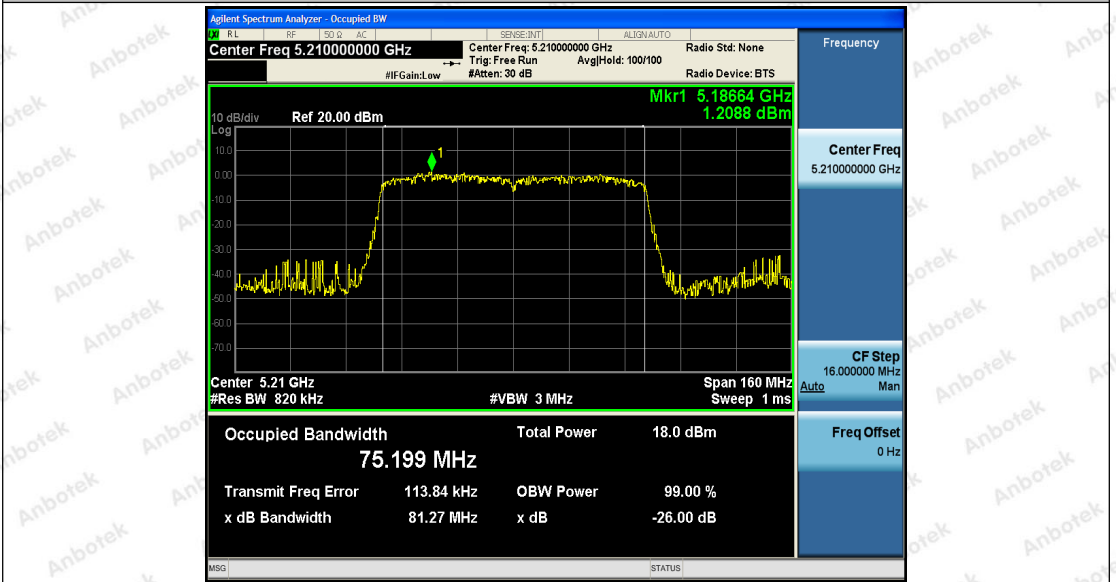 Agilent Spectrum Analyzer - Occupied BW
RL RF 50 Ω AC SENSE:INT ALIGN AUTO
Center Freq 5.210000000 GHz
Center Freq: 5.210000000 GHz Radio Std: None
Trig: Free Run Avg|Hold: 100/100
#IFGain:Low #Atten: 30 dB Radio Device: BTS
Mkr1 5.18664 GHz
1.2088 dBm
10 dB/div Ref 20.00 dBm
Log
10.0
1
0.00
-10.0
-20.0
-30.0
-40.0
-50.0
-60.0
-70.0
Center 5.21 GHz Span 160 MHz
#Res BW 820 kHz #VBW 3 MHz Sweep 1 ms
Occupied Bandwidth Total Power 18.0 dBm
75.199 MHz
Transmit Freq Error 113.84 kHz OBW Power 99.00 %
x dB Bandwidth 81.27 MHz x dB -26.00 dB
MSG STATUS
Frequency
Center Freq
5.210000000 GHz
CF Step
16.000000 MHz
Auto Man
Freq Offset
0 Hz
Anbotek